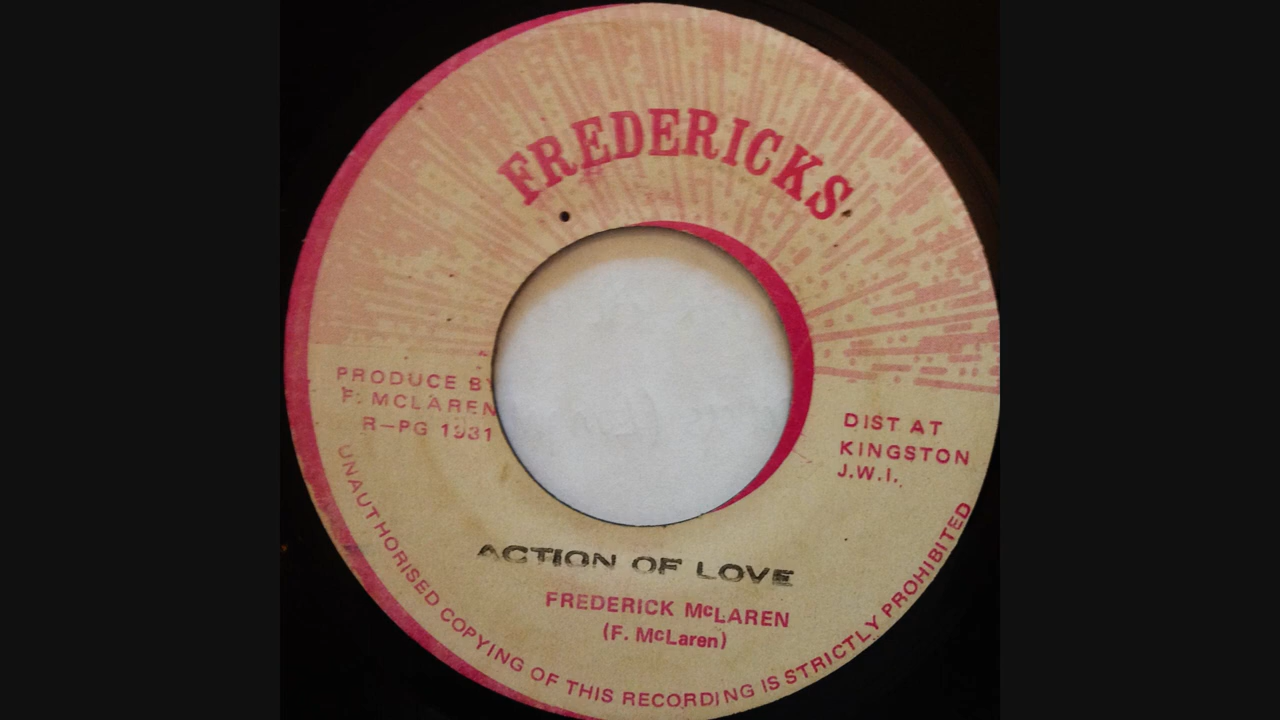 FREDERICKS
PRODUCE BY
F. MCLAREN
R-PG 1931
DIST AT
KINGSTON
J.W.I.
ACTION OF LOVE
FREDERICK McLAREN
(F. McLaren)
UNAUTHORISED COPYING OF THIS RECORDING IS STRICTLY PROHIBITED